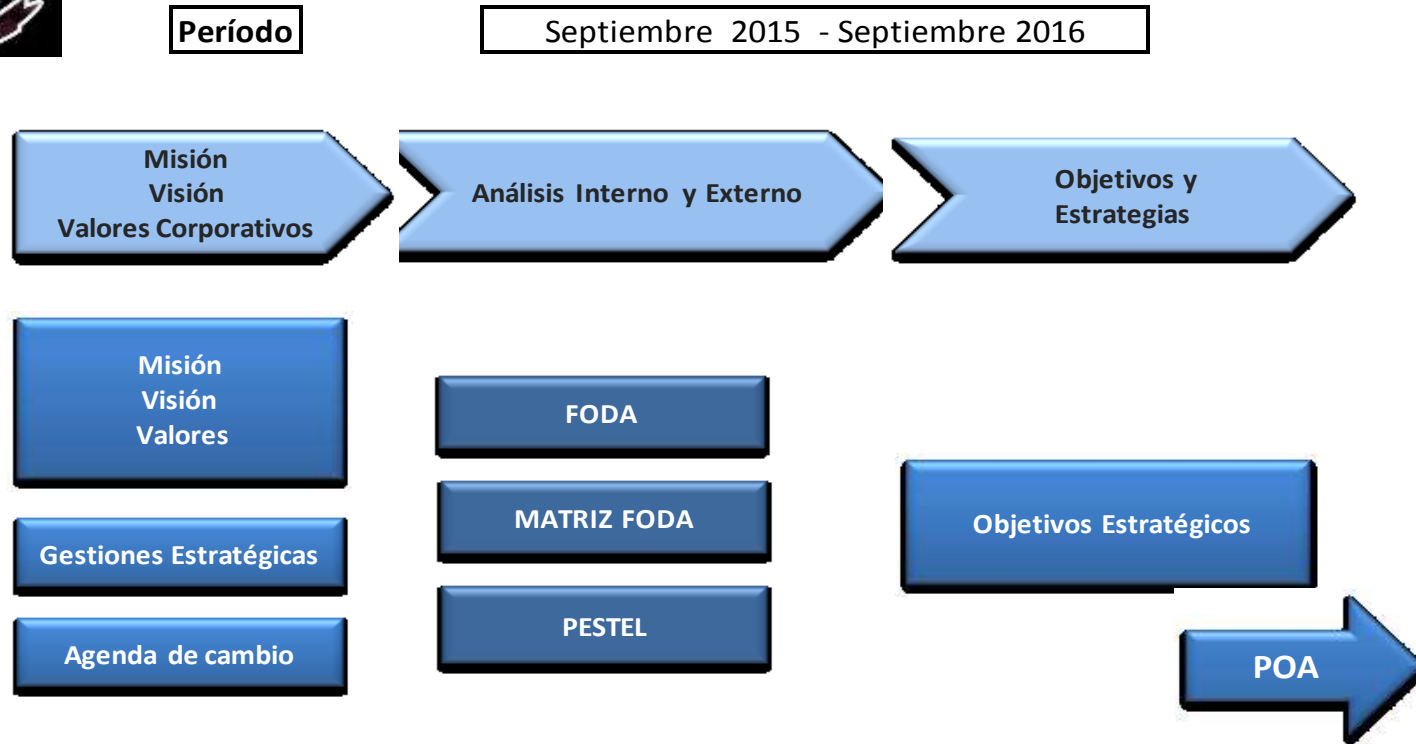 Período
Septiembre 2015 - Septiembre 2016
Misión
Visión
Valores Corporativos
Análisis Interno y Externo
Objetivos y
Estrategias
Misión
Visión
Valores
Gestiones Estratégicas
Agenda de cambio
FODA
MATRIZ FODA
PESTEL
Objetivos Estratégicos
POA